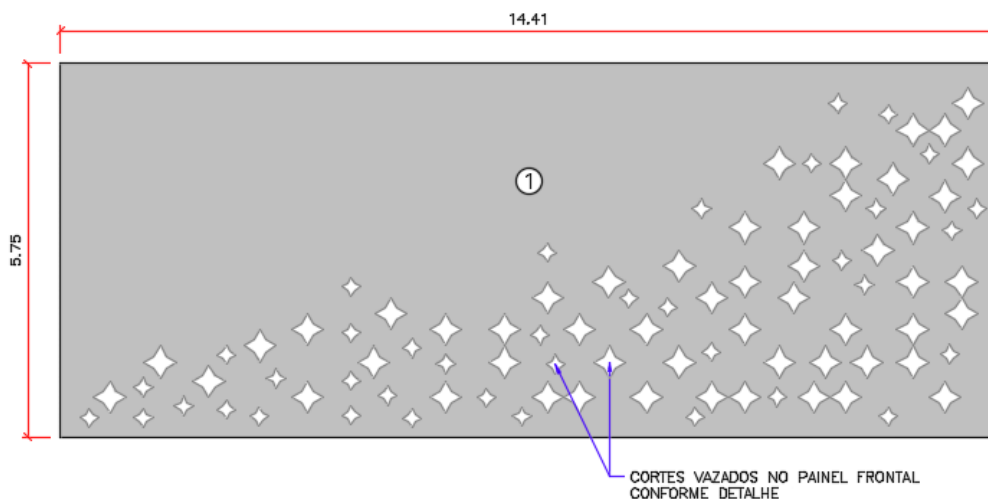 14.41
5.75
1
CORTES VAZADOS NO PAINEL FRONTAL
CONFORME DETALHE